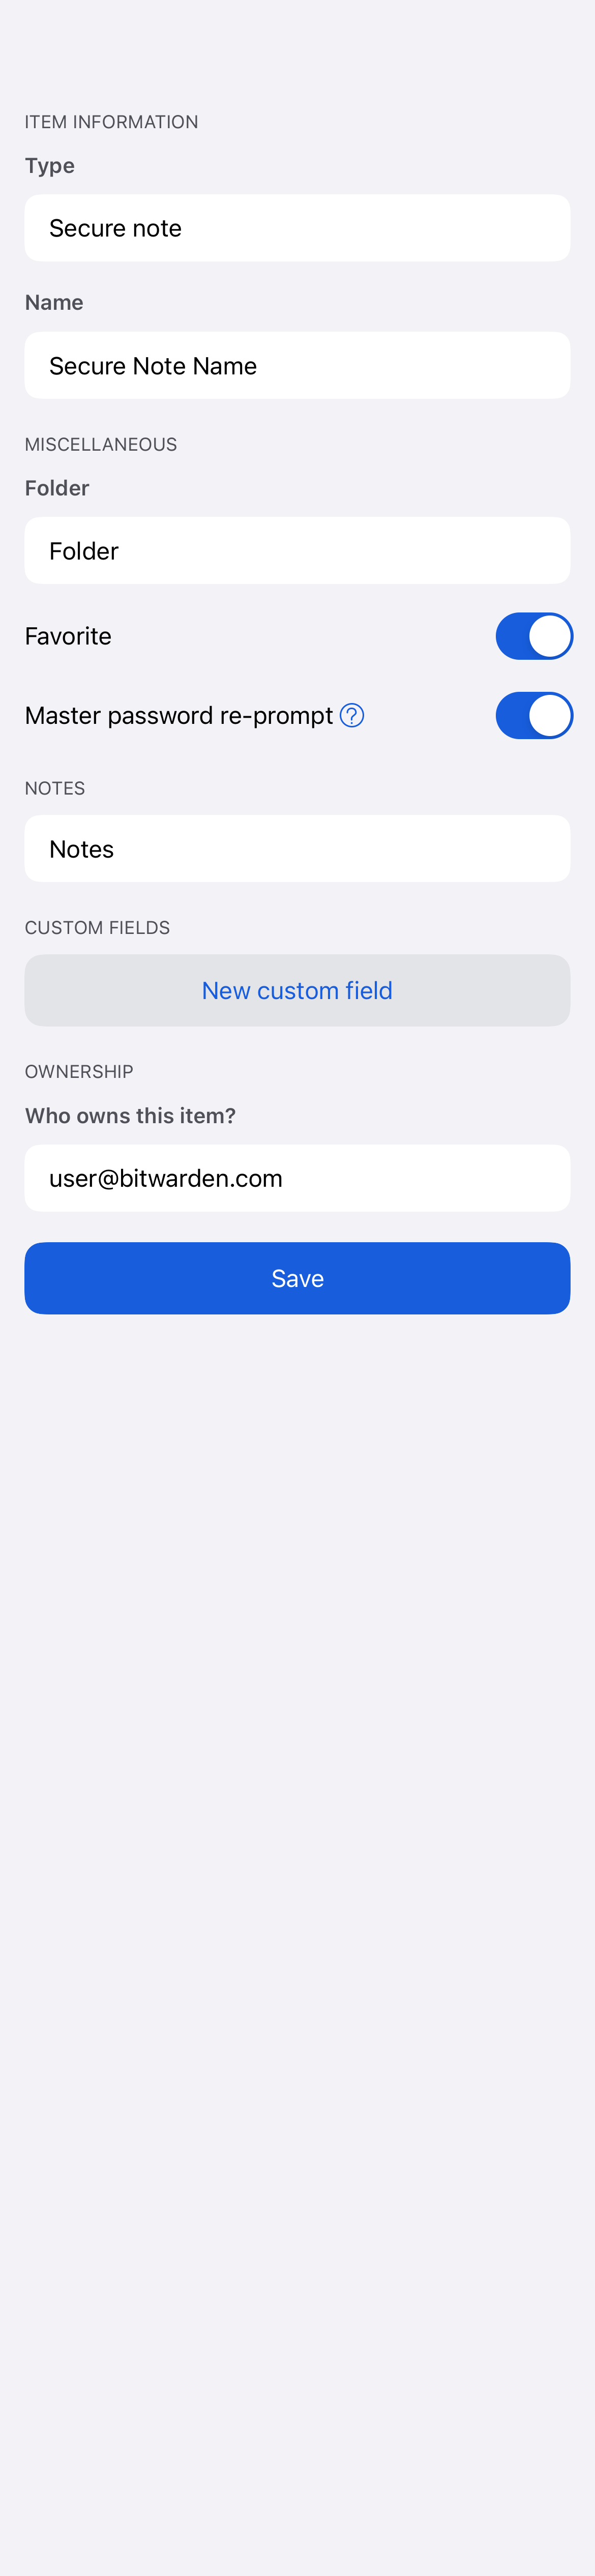 ITEM INFORMATION
Type
Secure note
Name
Secure Note Name
MISCELLANEOUS
Folder
Folder
Favorite
Master password re-prompt ?
NOTES
Notes
CUSTOM FIELDS
New custom field
OWNERSHIP
Who owns this item?
user@bitwarden.com
Save